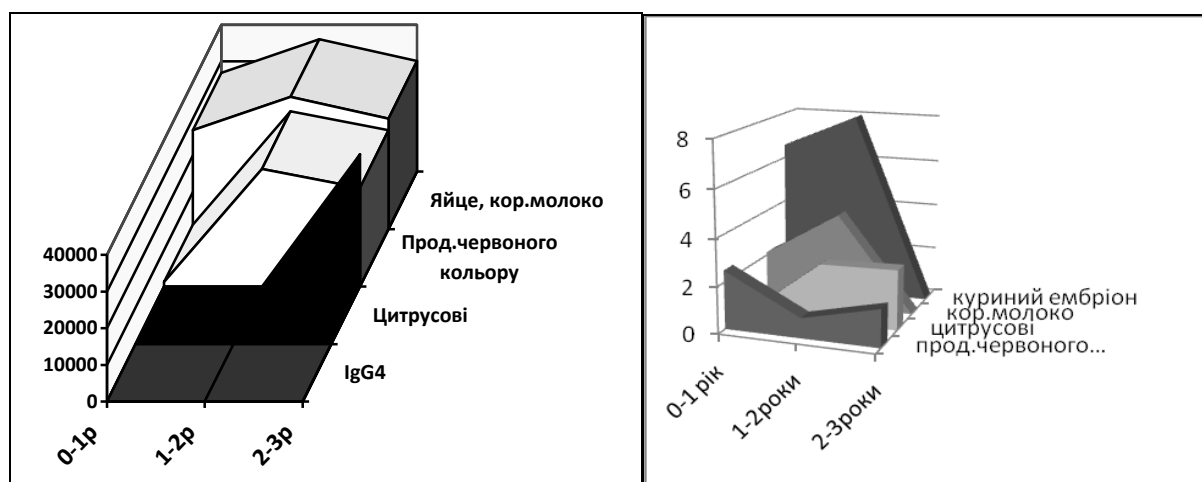 40000
30000
20000
10000
0
0-1р
1-2р
2-3р
Яйце, кор.молоко
Прод.червоного
кольору
Цитрусові
IgG4
8
6
4
2
0
0-1 рік
1-2роки
2-3роки
куриний ембріон
кор.молоко
цитрусові
прод.червоного...